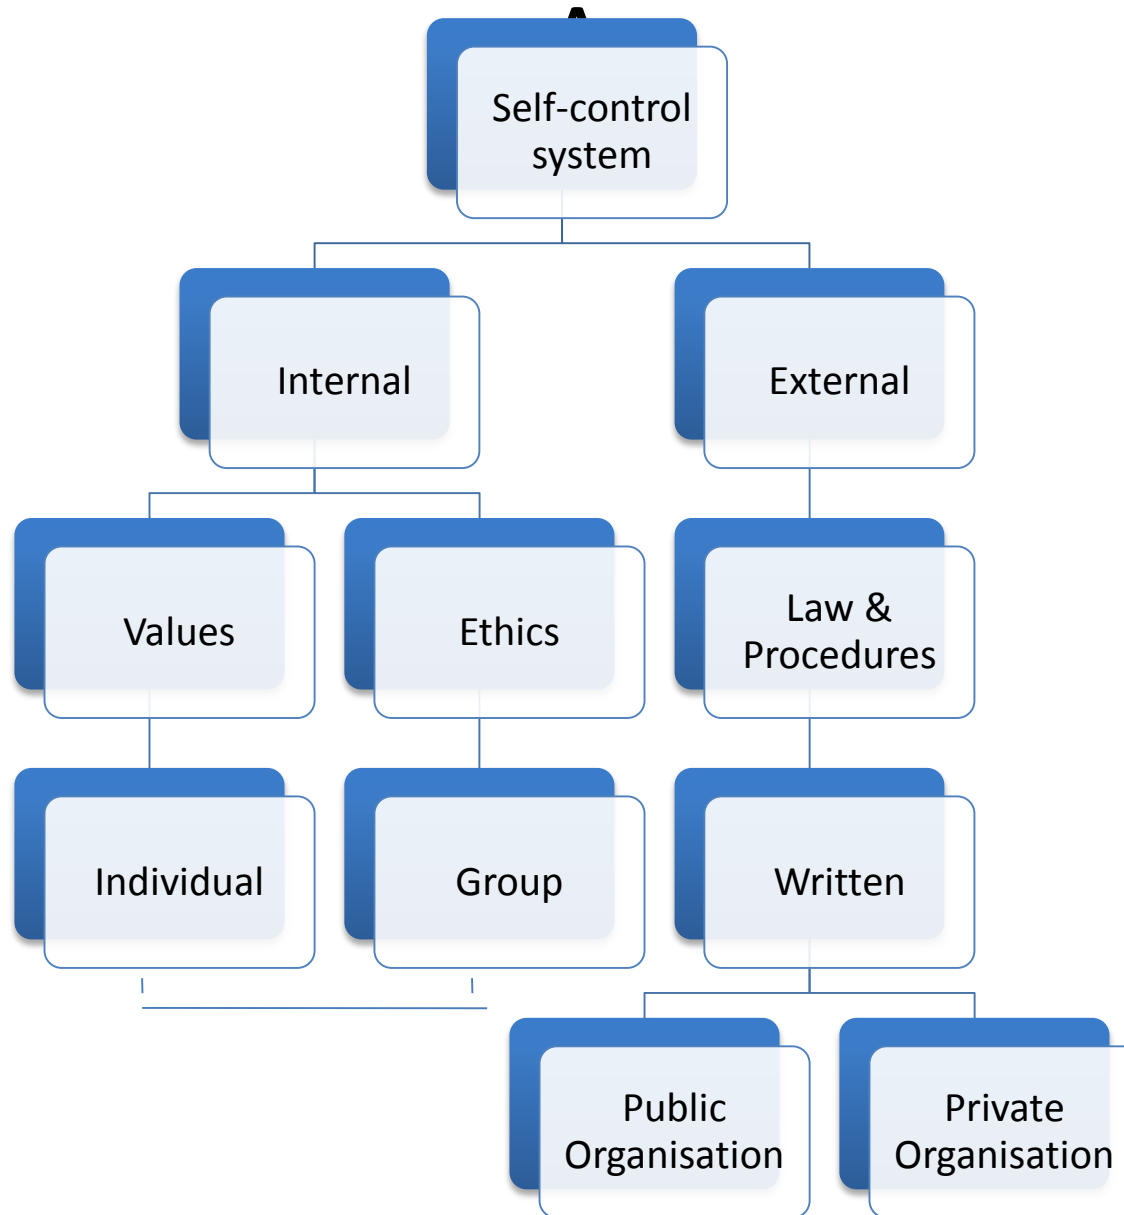 Self-control
system
Internal
External
Values
Ethics
Law &
Procedures
Individual
Group
Written
Public
Organisation
Private
Organisation